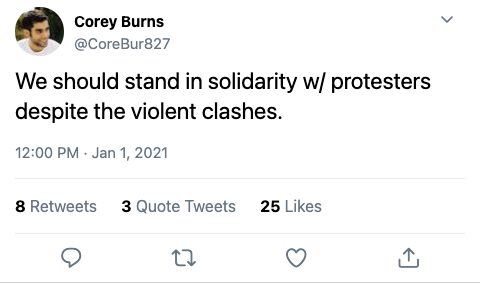 Corey Burns
@CoreBur827
We should stand in solidarity w/ protesters
despite the violent clashes.
12:00 PM · Jan 1, 2021
8 Retweets 3 Quote Tweets 25 Likes